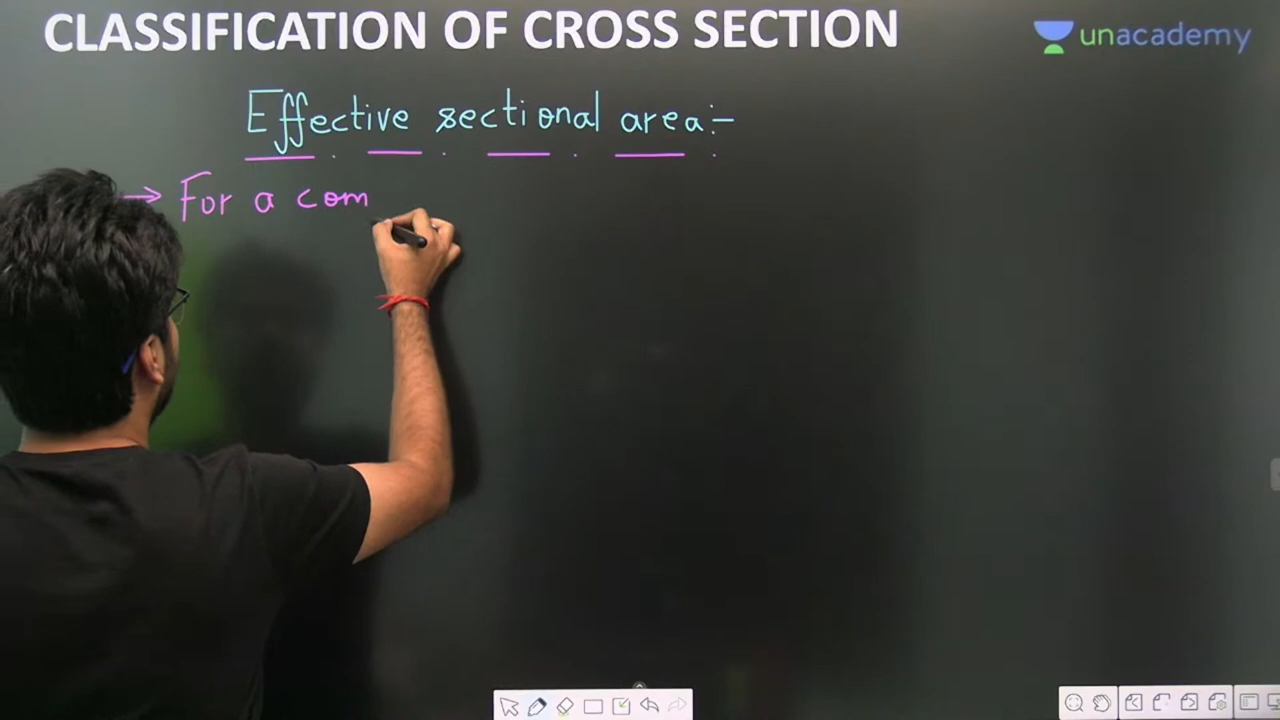 CLASSIFICATION OF CROSS SECTION
unacademy
Effective sectional area:-
→ For a com